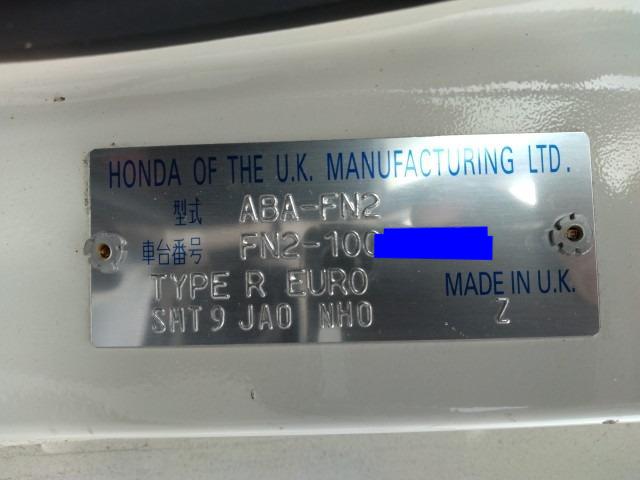 HONDA OF THE U.K. MANUFACTURING LTD.
型式 ABA-FN2
車台番号 FN2-100
TYPE R EURO MADE IN U.K.
SHT9 JA0 NH0 Z